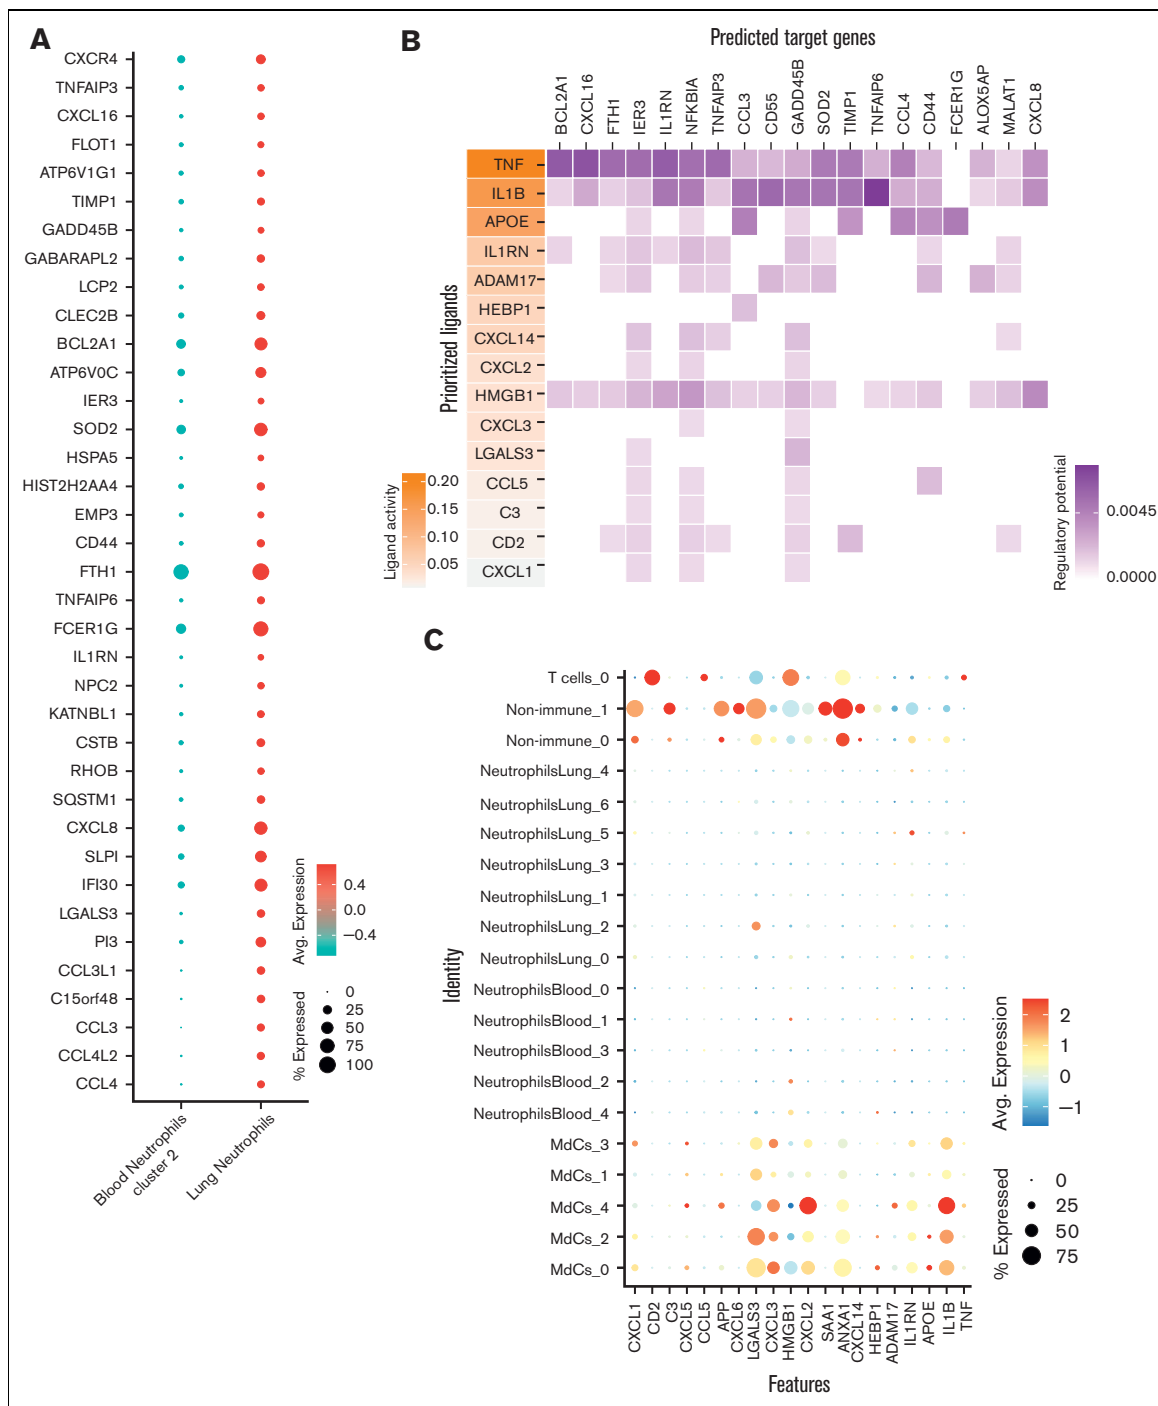 A
CXCR4
TNFAIP3
CXCL16
FLOT1
ATP6V1G1
TIMP1
GADD45B
GABARAPL2
LCP2
CLEC2B
BCL2A1
ATP6V0C
IER3
SOD2
HSPA5
HIST2H2AA4
EMP3
CD44
FTH1
TNFAIP6
FCER1G
IL1RN
NPC2
KATNBL1
CSTB
RHOB
SQSTM1
CXCL8
SLPI
IFI30
LGALS3
PI3
CCL3L1
C15orf48
CCL3
CCL4L2
CCL4
Blood Neutrophils
cluster 2
Lung Neutrophils
Avg. Expression
0.4
0.0
−0.4
% Expressed
0
25
50
75
100
B
Predicted target genes
BCL2A1
CXCL16
FTH1
IER3
IL1RN
NFKBIA
TNFAIP3
CCL3
CD55
GADD45B
SOD2
TIMP1
TNFAIP6
CCL4
CD44
FCER1G
ALOX5AP
MALAT1
CXCL8
Prioritized ligands
TNF
IL1B
APOE
IL1RN
ADAM17
HEBP1
CXCL14
CXCL2
HMGB1
CXCL3
LGALS3
CCL5
C3
CD2
CXCL1
Ligand activity
0.20
0.15
0.10
0.05
Regulatory potential
0.0045
0.0000
C
Identity
T cells_0
Non-immune_1
Non-immune_0
NeutrophilsLung_4
NeutrophilsLung_6
NeutrophilsLung_5
NeutrophilsLung_3
NeutrophilsLung_1
NeutrophilsLung_2
NeutrophilsLung_0
NeutrophilsBlood_0
NeutrophilsBlood_1
NeutrophilsBlood_3
NeutrophilsBlood_2
NeutrophilsBlood_4
MdCs_3
MdCs_1
MdCs_4
MdCs_2
MdCs_0
CXCL1
CD2
C3
CXCL5
CCL5
APP
CXCL6
LGALS3
CXCL3
HMGB1
CXCL2
SAA1
ANXA1
CXCL14
HEBP1
ADAM17
IL1RN
APOE
IL1B
TNF
Features
Avg. Expression
2
1
0
−1
% Expressed
0
25
50
75